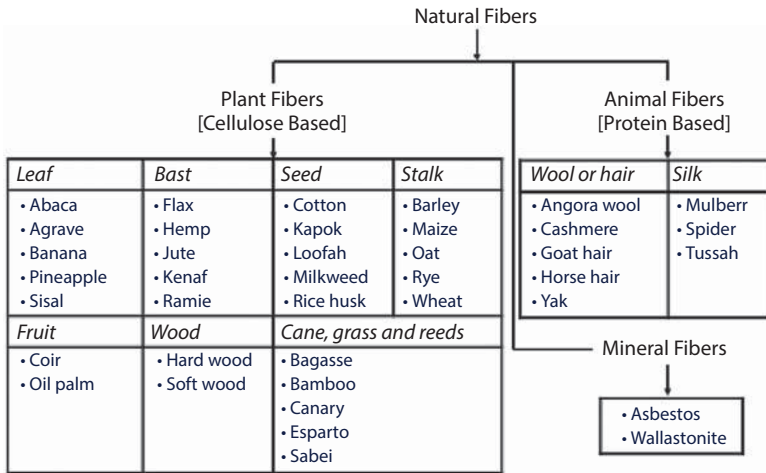 Natural Fibers
Plant Fibers
[Cellulose Based]
Animal Fibers
[Protein Based]
Leaf
• Abaca
• Agrave
• Banana
• Pineapple
• Sisal
Bast
• Flax
• Hemp
• Jute
• Kenaf
• Ramie
Seed
• Cotton
• Kapok
• Loofah
• Milkweed
• Rice husk
Stalk
• Barley
• Maize
• Oat
• Rye
• Wheat
Fruit
• Coir
• Oil palm
Wood
• Hard wood
• Soft wood
Cane, grass and reeds
• Bagasse
• Bamboo
• Canary
• Esparto
• Sabei
Wool or hair
• Angora wool
• Cashmere
• Goat hair
• Horse hair
• Yak
Silk
• Mulberr
• Spider
• Tussah
Mineral Fibers
• Asbestos
• Wallastonite